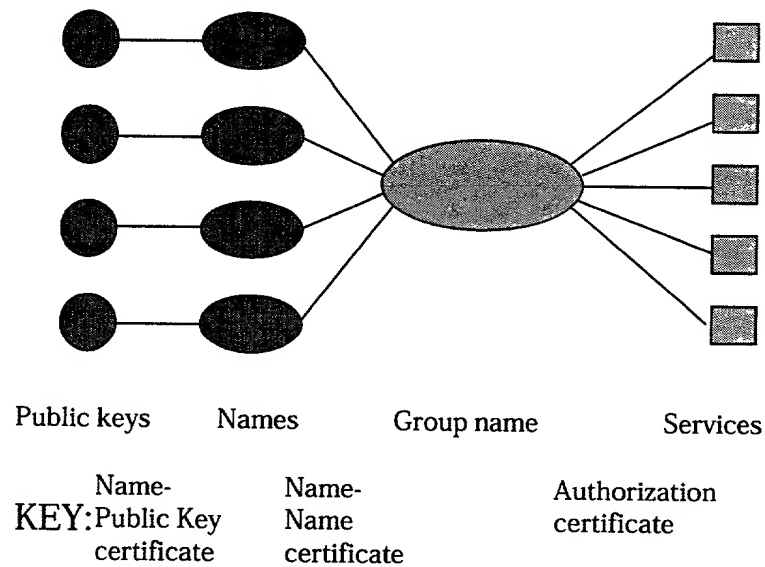 Public keys Names Group name Services
Name- Name- Authorization
KEY: Public Key Name certificate
certificate certificate